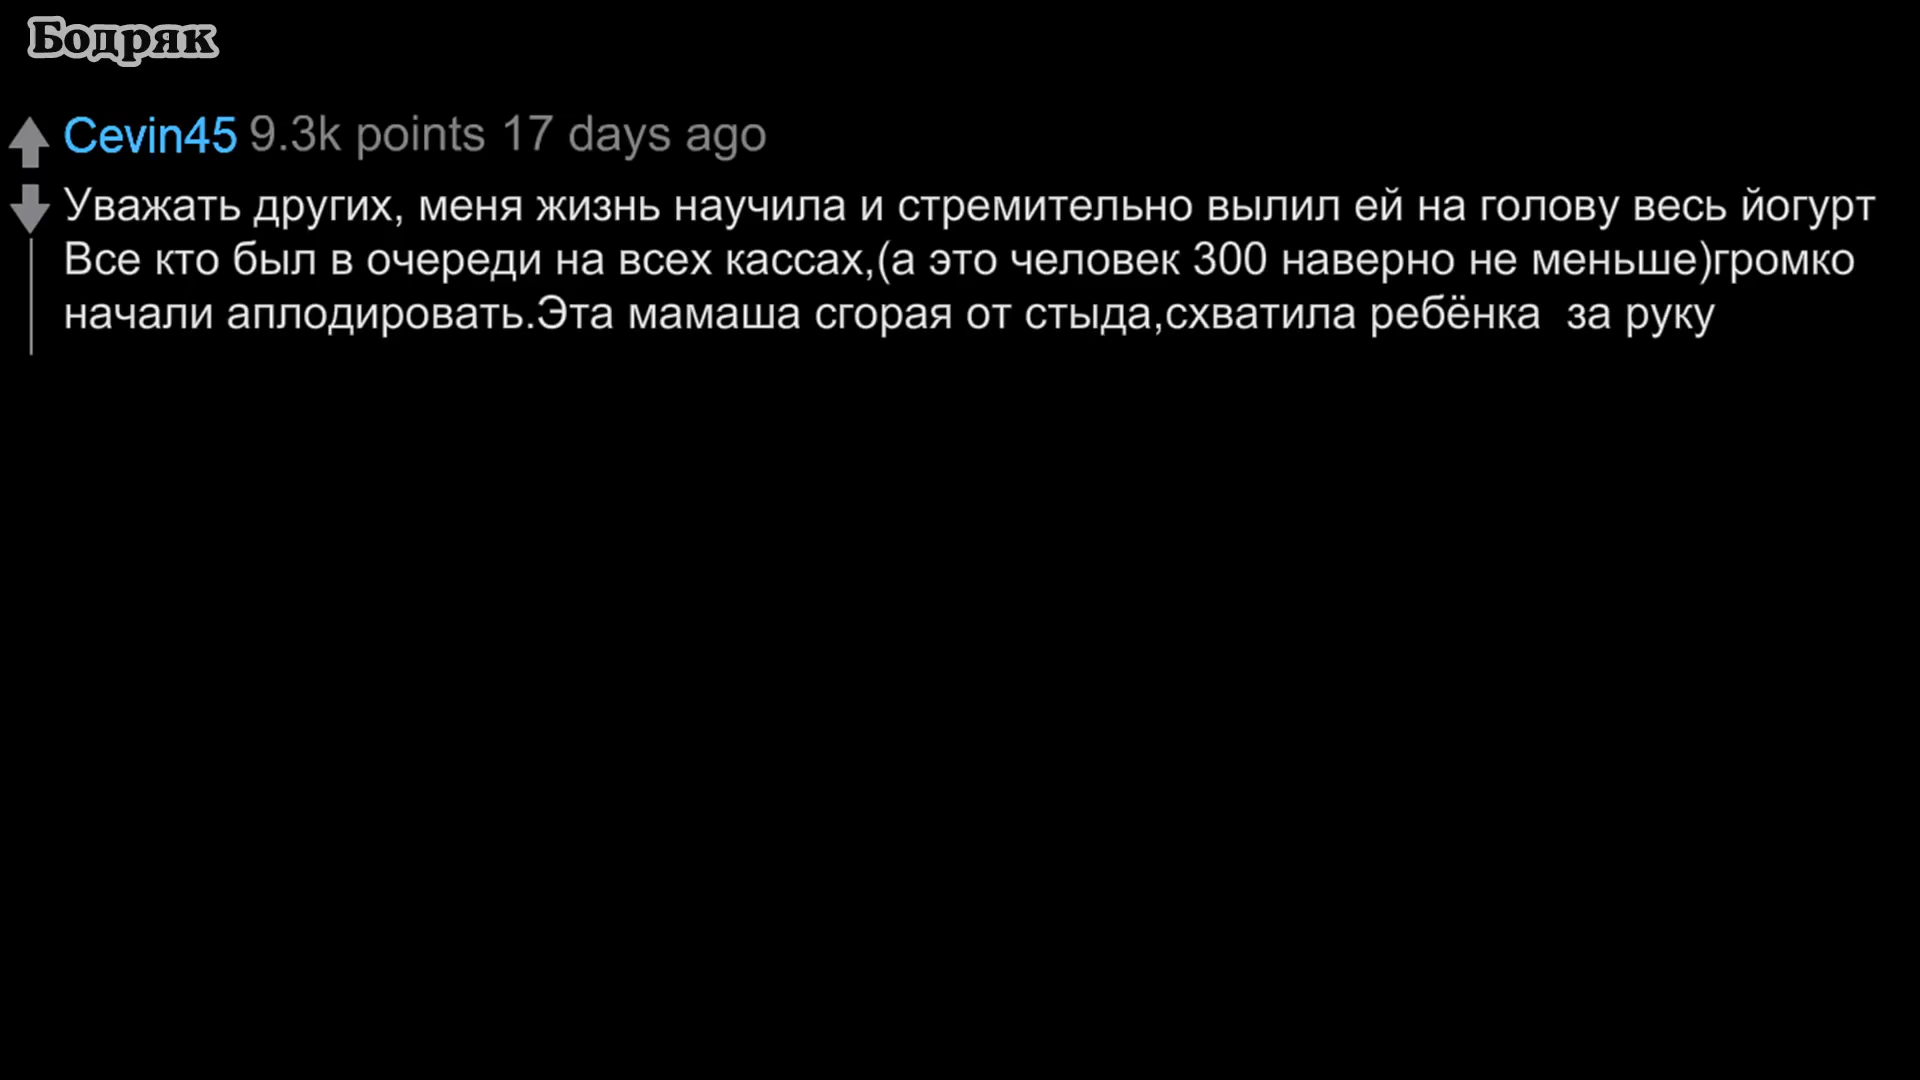 Бодряк
Cevin45 9.3k points 17 days ago
Уважать других, меня жизнь научила и стремительно вылил ей на голову весь йогурт
Все кто был в очереди на всех кассах,(а это человек 300 наверно не меньше)громко
начали аплодировать.Эта мамаша сгорая от стыда,схватила ребёнка  за руку